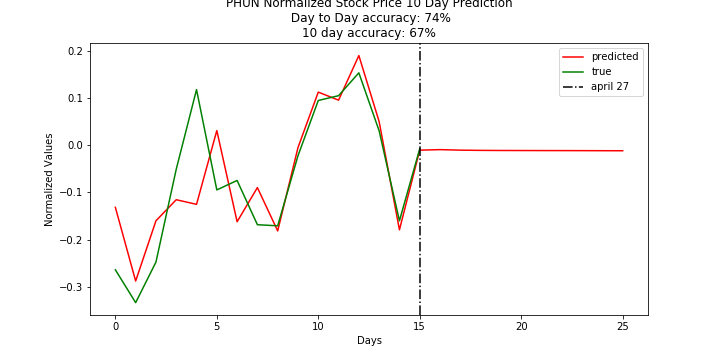 PHUN Normalized Stock Price 10 Day Prediction
Day to Day accuracy: 74%
10 day accuracy: 67%
predicted
true
april 27
0.2
0.1
0.0
−0.1
−0.2
−0.3
Normalized Values
0
5
10
15
20
25
Days